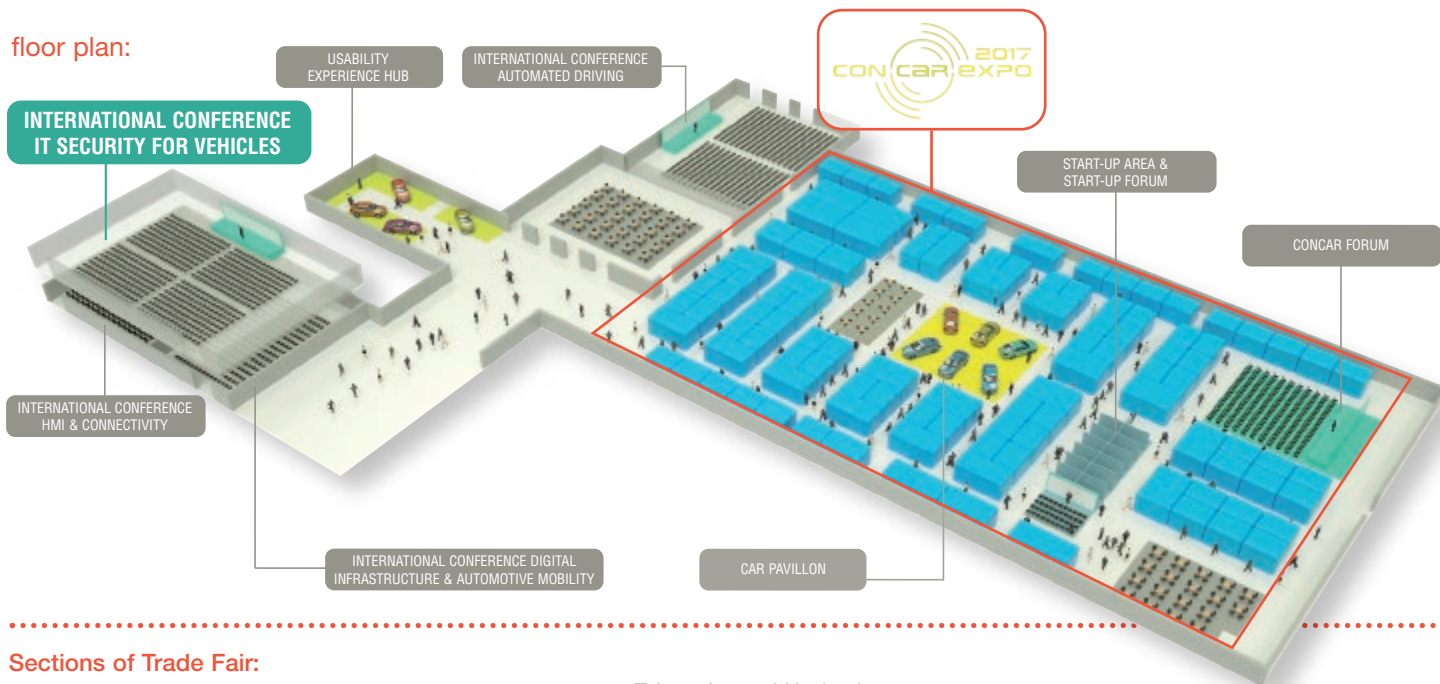 floor plan:
USABILITY
EXPERIENCE HUB
INTERNATIONAL CONFERENCE
AUTOMATED DRIVING
2017
CON CAR EXPO
INTERNATIONAL CONFERENCE
IT SECURITY FOR VEHICLES
START-UP AREA &
START-UP FORUM
CONCAR FORUM
INTERNATIONAL CONFERENCE
HMI & CONNECTIVITY
INTERNATIONAL CONFERENCE DIGITAL
INFRASTRUCTURE & AUTOMOTIVE MOBILITY
CAR PAVILLON
Sections of Trade Fair: